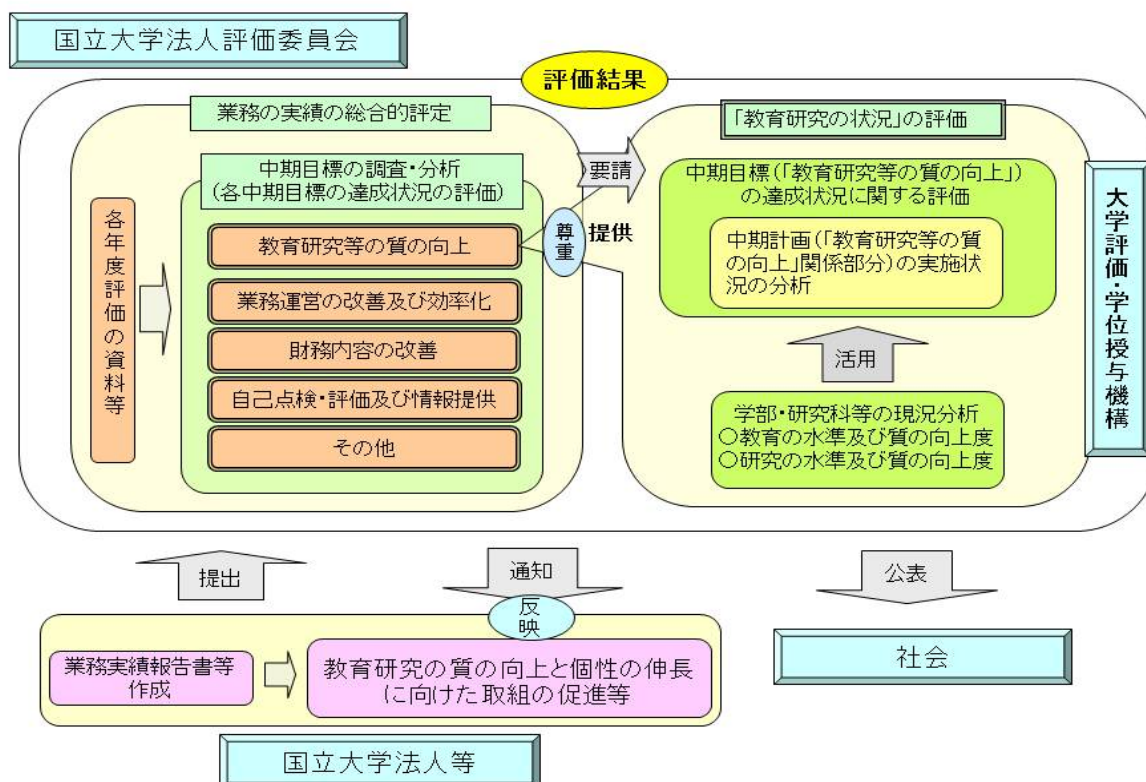 国立大学法人評価委員会
評価結果
業務の実績の総合的評定
中期目標の調査・分析
(各中期目標の達成状況の評価)
各年度評価の資料等
教育研究等の質の向上
業務運営の改善及び効率化
財務内容の改善
自己点検・評価及び情報提供
その他
要請
尊重
提供
「教育研究の状況」の評価
中期目標(「教育研究等の質の向上」)
の達成状況に関する評価
中期計画(「教育研究等の質
の向上」関係部分)の実施状
況の分析
活用
学部・研究科等の現況分析
○教育の水準及び質の向上度
○研究の水準及び質の向上度
大学評価・学位授与機構
提出
通知
公表
反映
業務実績報告書等
作成
教育研究の質の向上と個性の伸長
に向けた取組の促進等
社会
国立大学法人等